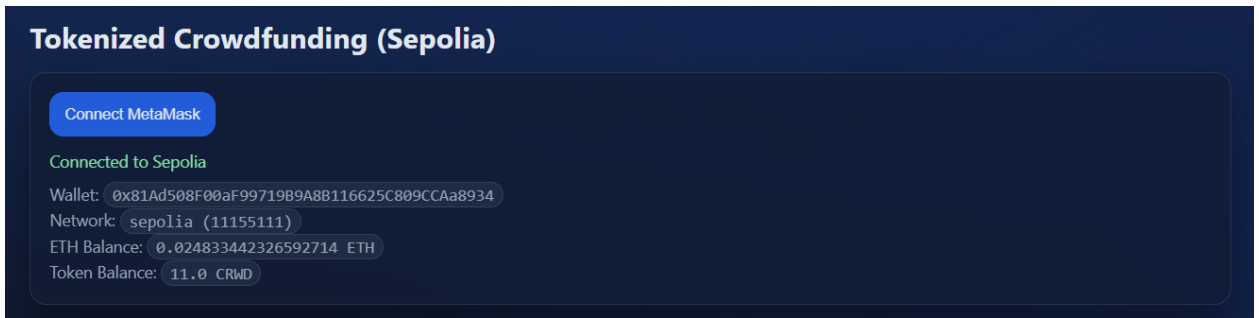 Tokenized Crowdfunding (Sepolia)
Connect MetaMask
Connected to Sepolia
Wallet: 0x81Ad508F00aF99719B9A8B116625C809CCAa8934
Network: sepolia (11155111)
ETH Balance: 0.024833442326592714 ETH
Token Balance: 11.0 CRWD